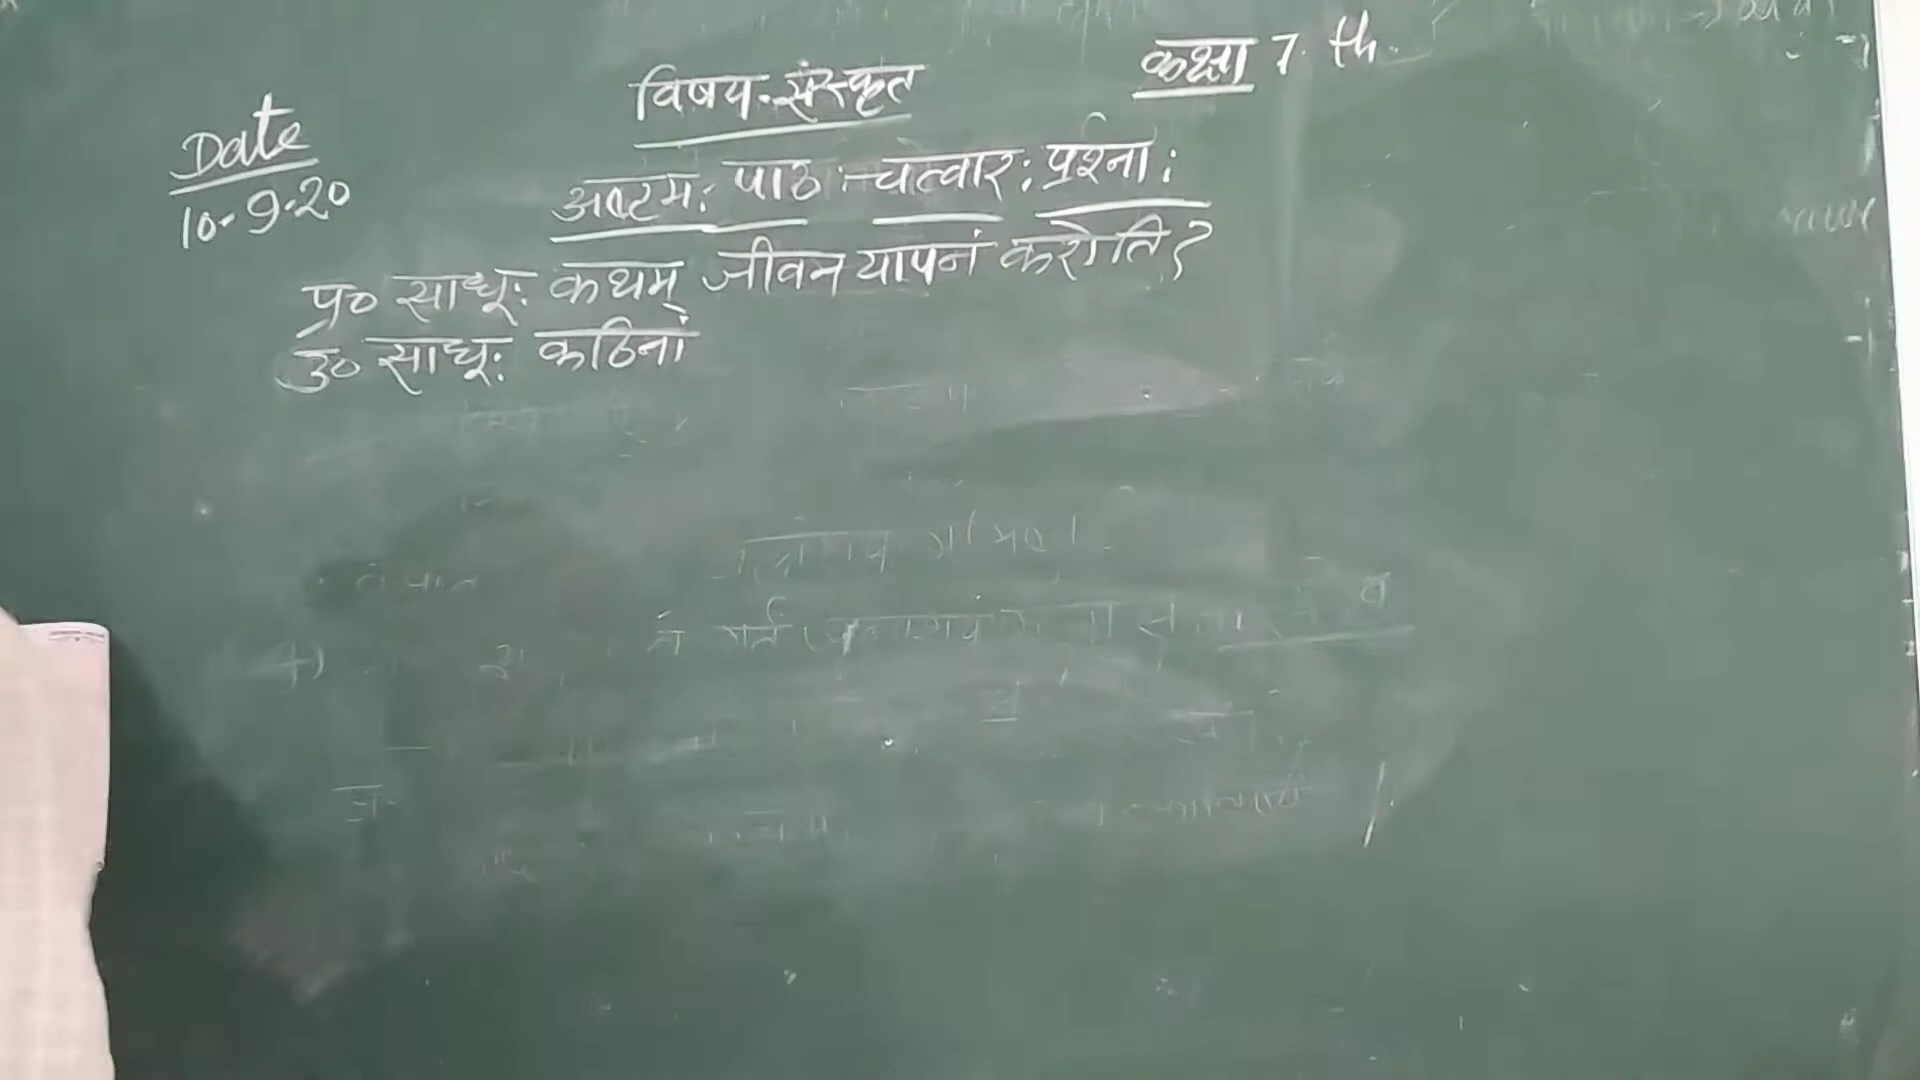 विषय-संस्कृत
कक्षा 7 th.
Date
10-9-20
अष्टम: पाठ:-चत्वार: प्रश्ना:
प्र० साधू: कथम् जीवन यापनं करोति?
उ० साधू: कठिनां